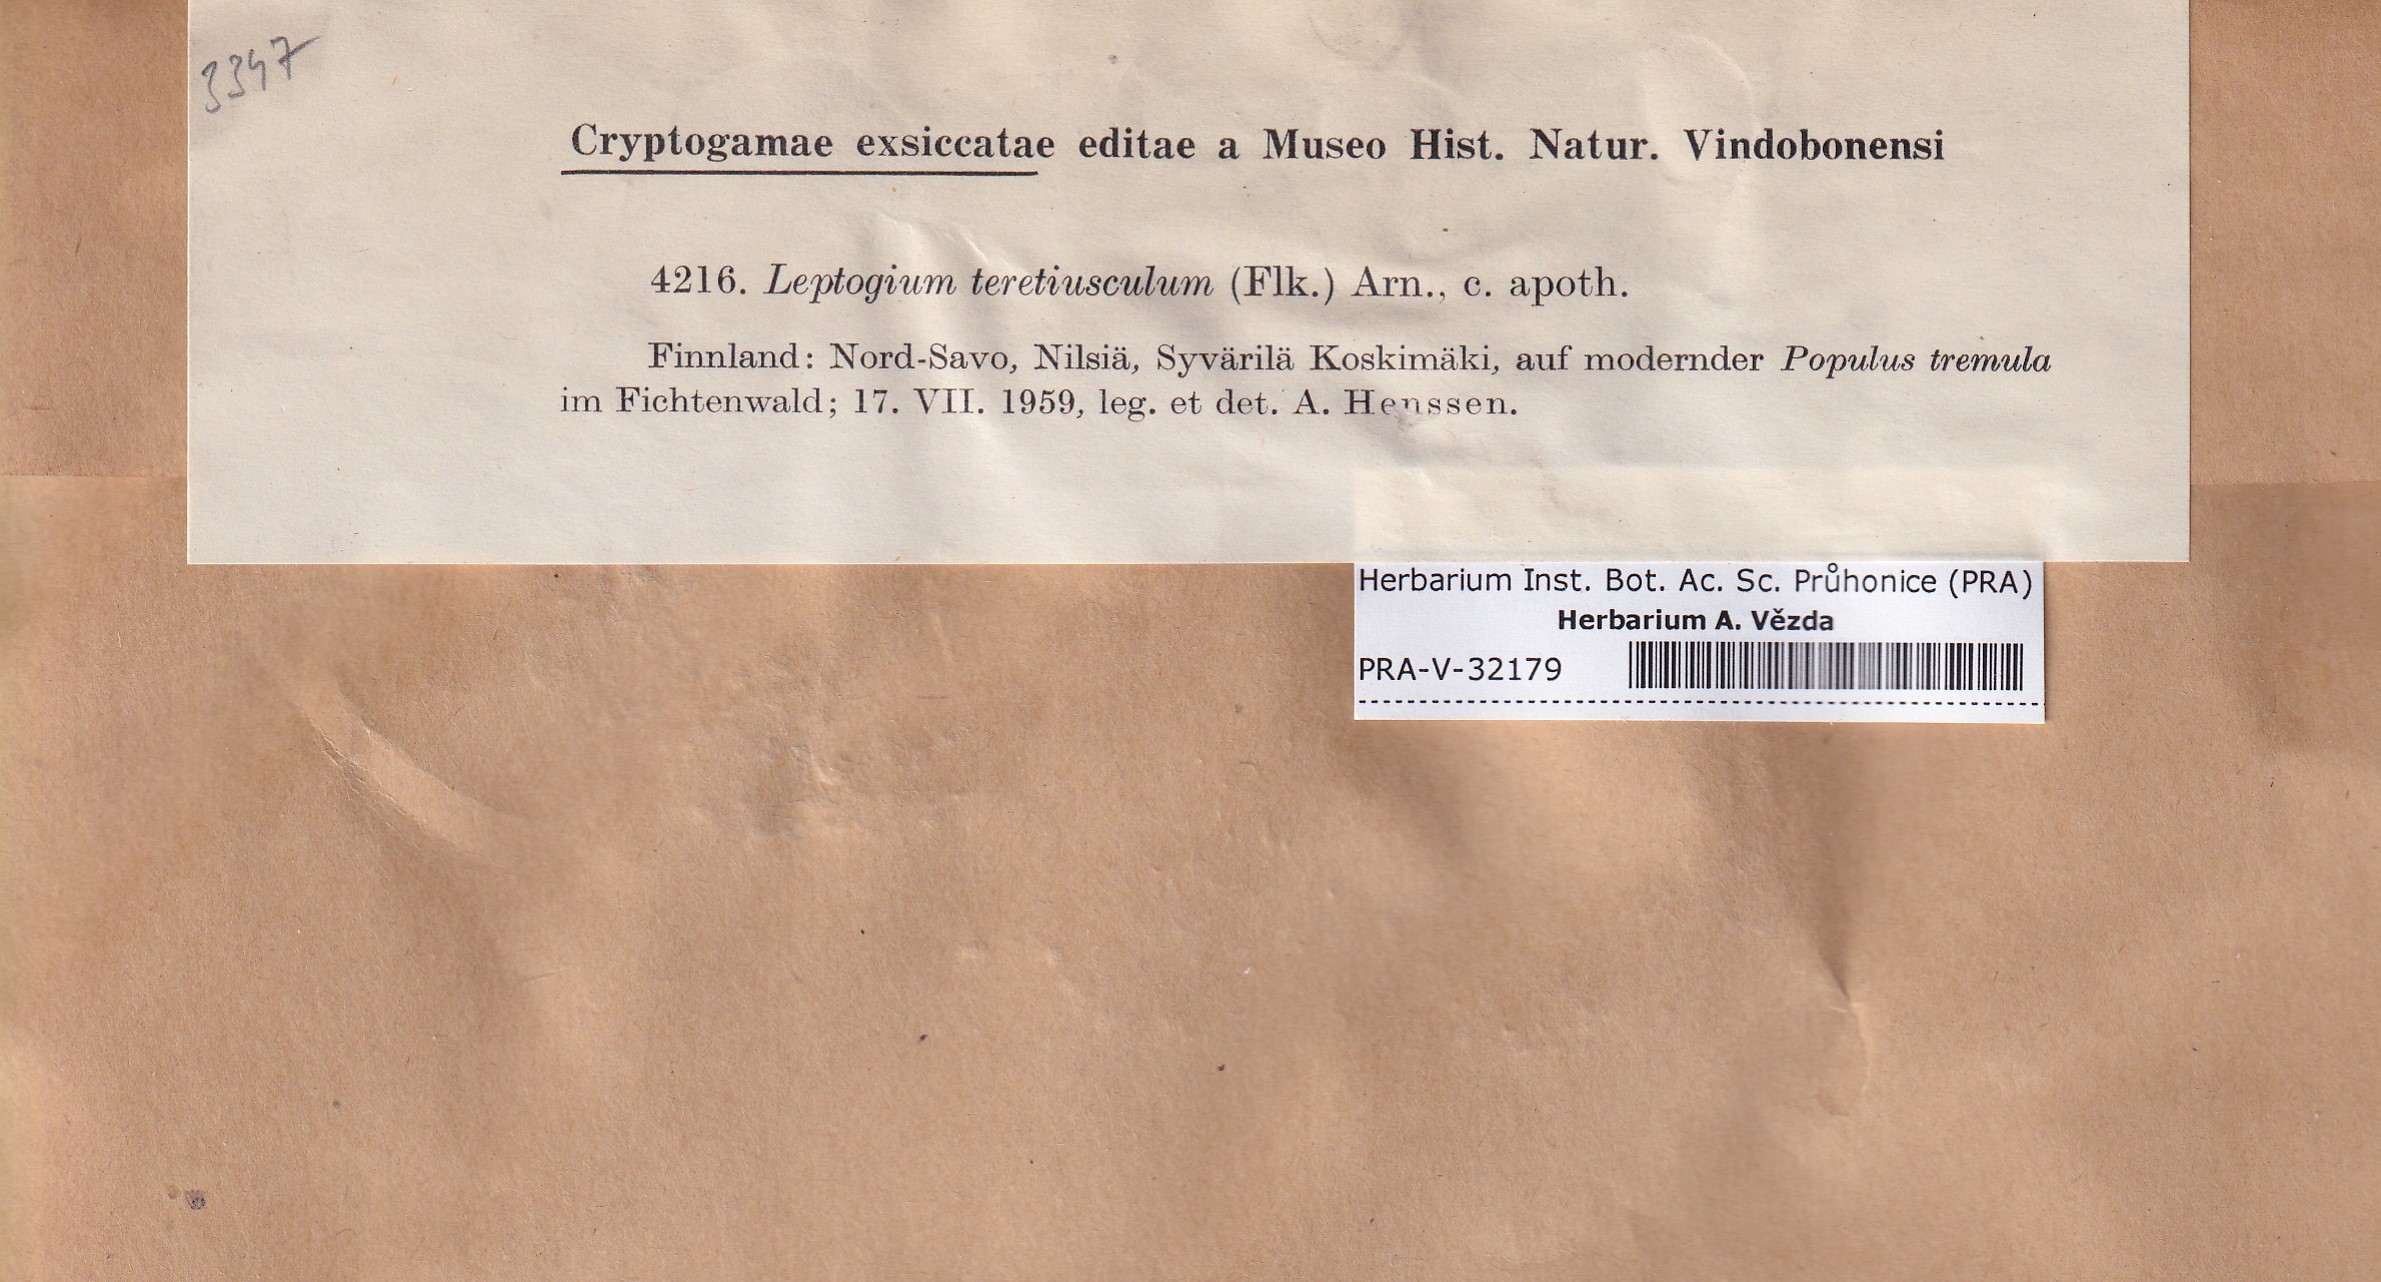 3347
Cryptogamae exsiccatae editae a Museo Hist. Natur. Vindobonensi
4216. Leptogium teretiusculum (Flk.) Arn., c. apoth.
Finnland: Nord-Savo, Nilsiä, Syvärilä Koskimäki, auf modernder Populus tremula
im Fichtenwald; 17. VII. 1959, leg. et det. A. Henssen.
Herbarium Inst. Bot. Ac. Sc. Průhonice (PRA)
Herbarium A. Vězda
PRA-V-32179